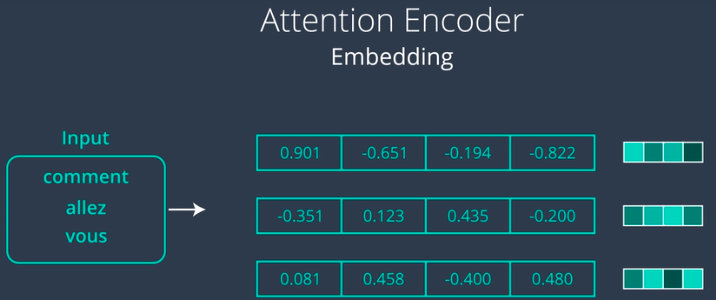 Attention Encoder
Embedding
Input
comment
allez
vous
0.901 -0.651 -0.194 -0.822
-0.351 0.123 0.435 -0.200
0.081 0.458 -0.400 0.480